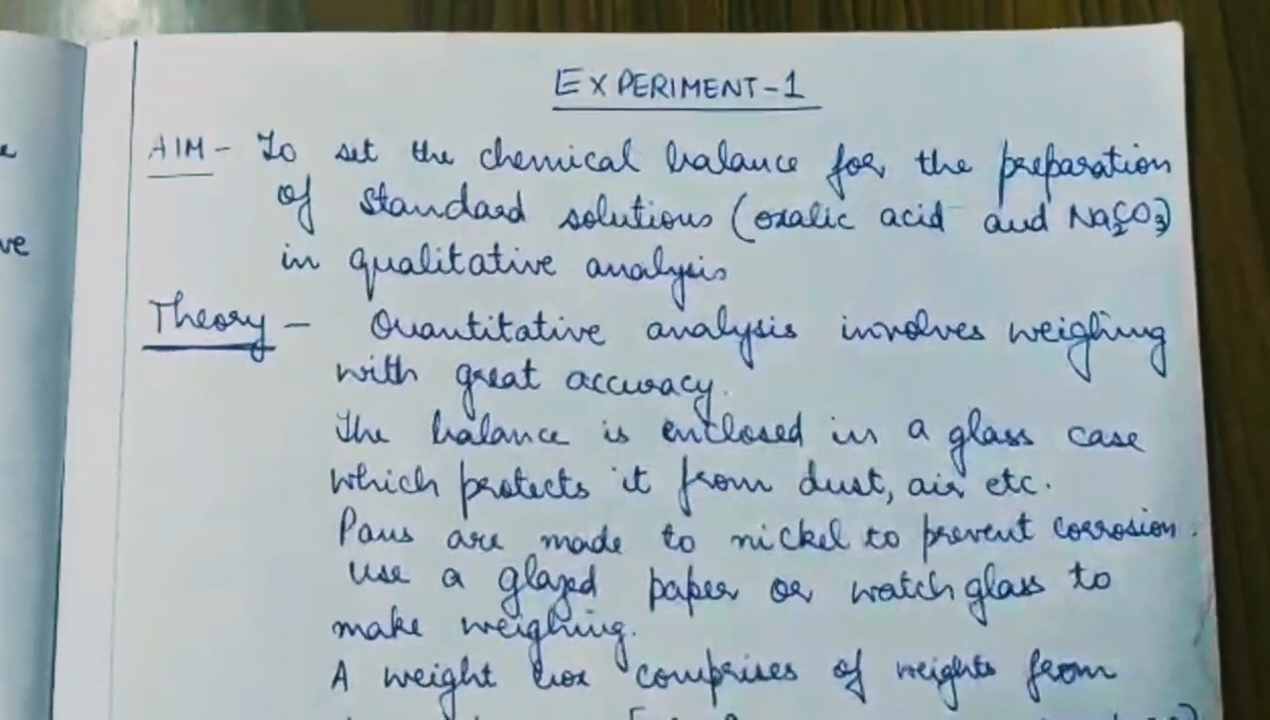 EXPERIMENT-1
AIM - To set the chemical balance for the preparation
of standard solutions (oxalic acid and Na2CO3)
in qualitative analysis
Theory - Quantitative analysis involves weighing
with great accuracy.
The balance is enclosed in a glass case
which protects it from dust, air etc.
Pans are made to nickel to prevent corrosion.
use a glazed paper or watch glass to
make weighing.
A weight box comprises of weights from